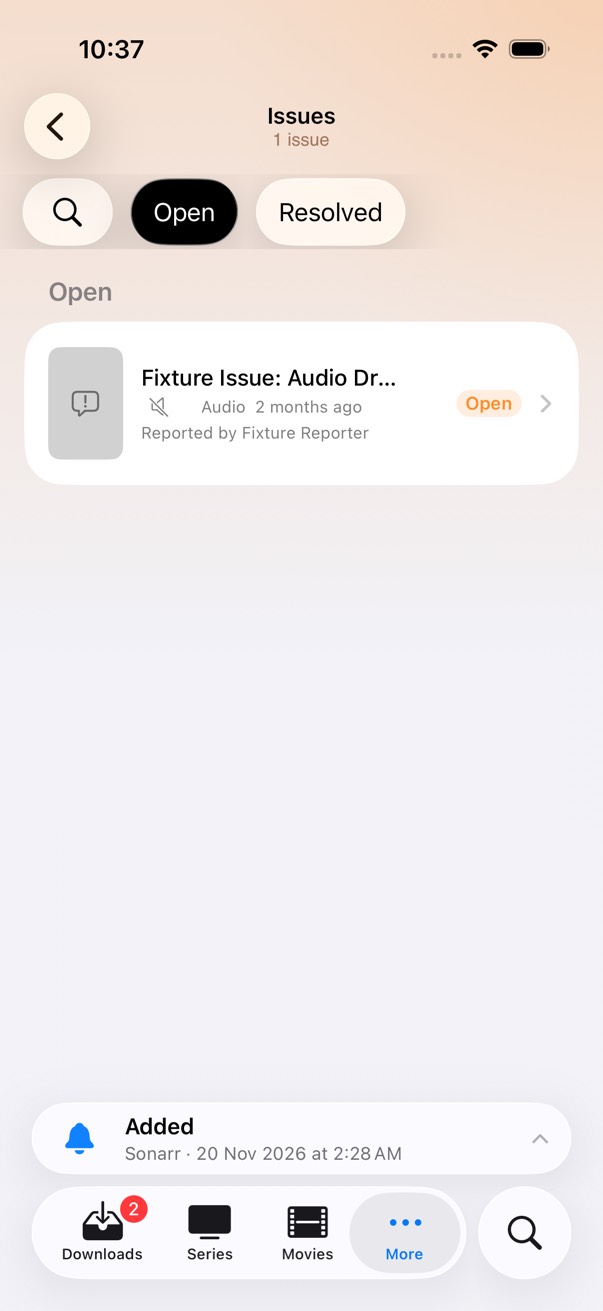 10:37
Issues
1 issue
Open
Resolved
Open
Fixture Issue: Audio Dr...
Audio 2 months ago
Open
Reported by Fixture Reporter
Added
Sonarr · 20 Nov 2026 at 2:28 AM
2
Downloads
Series
Movies
More